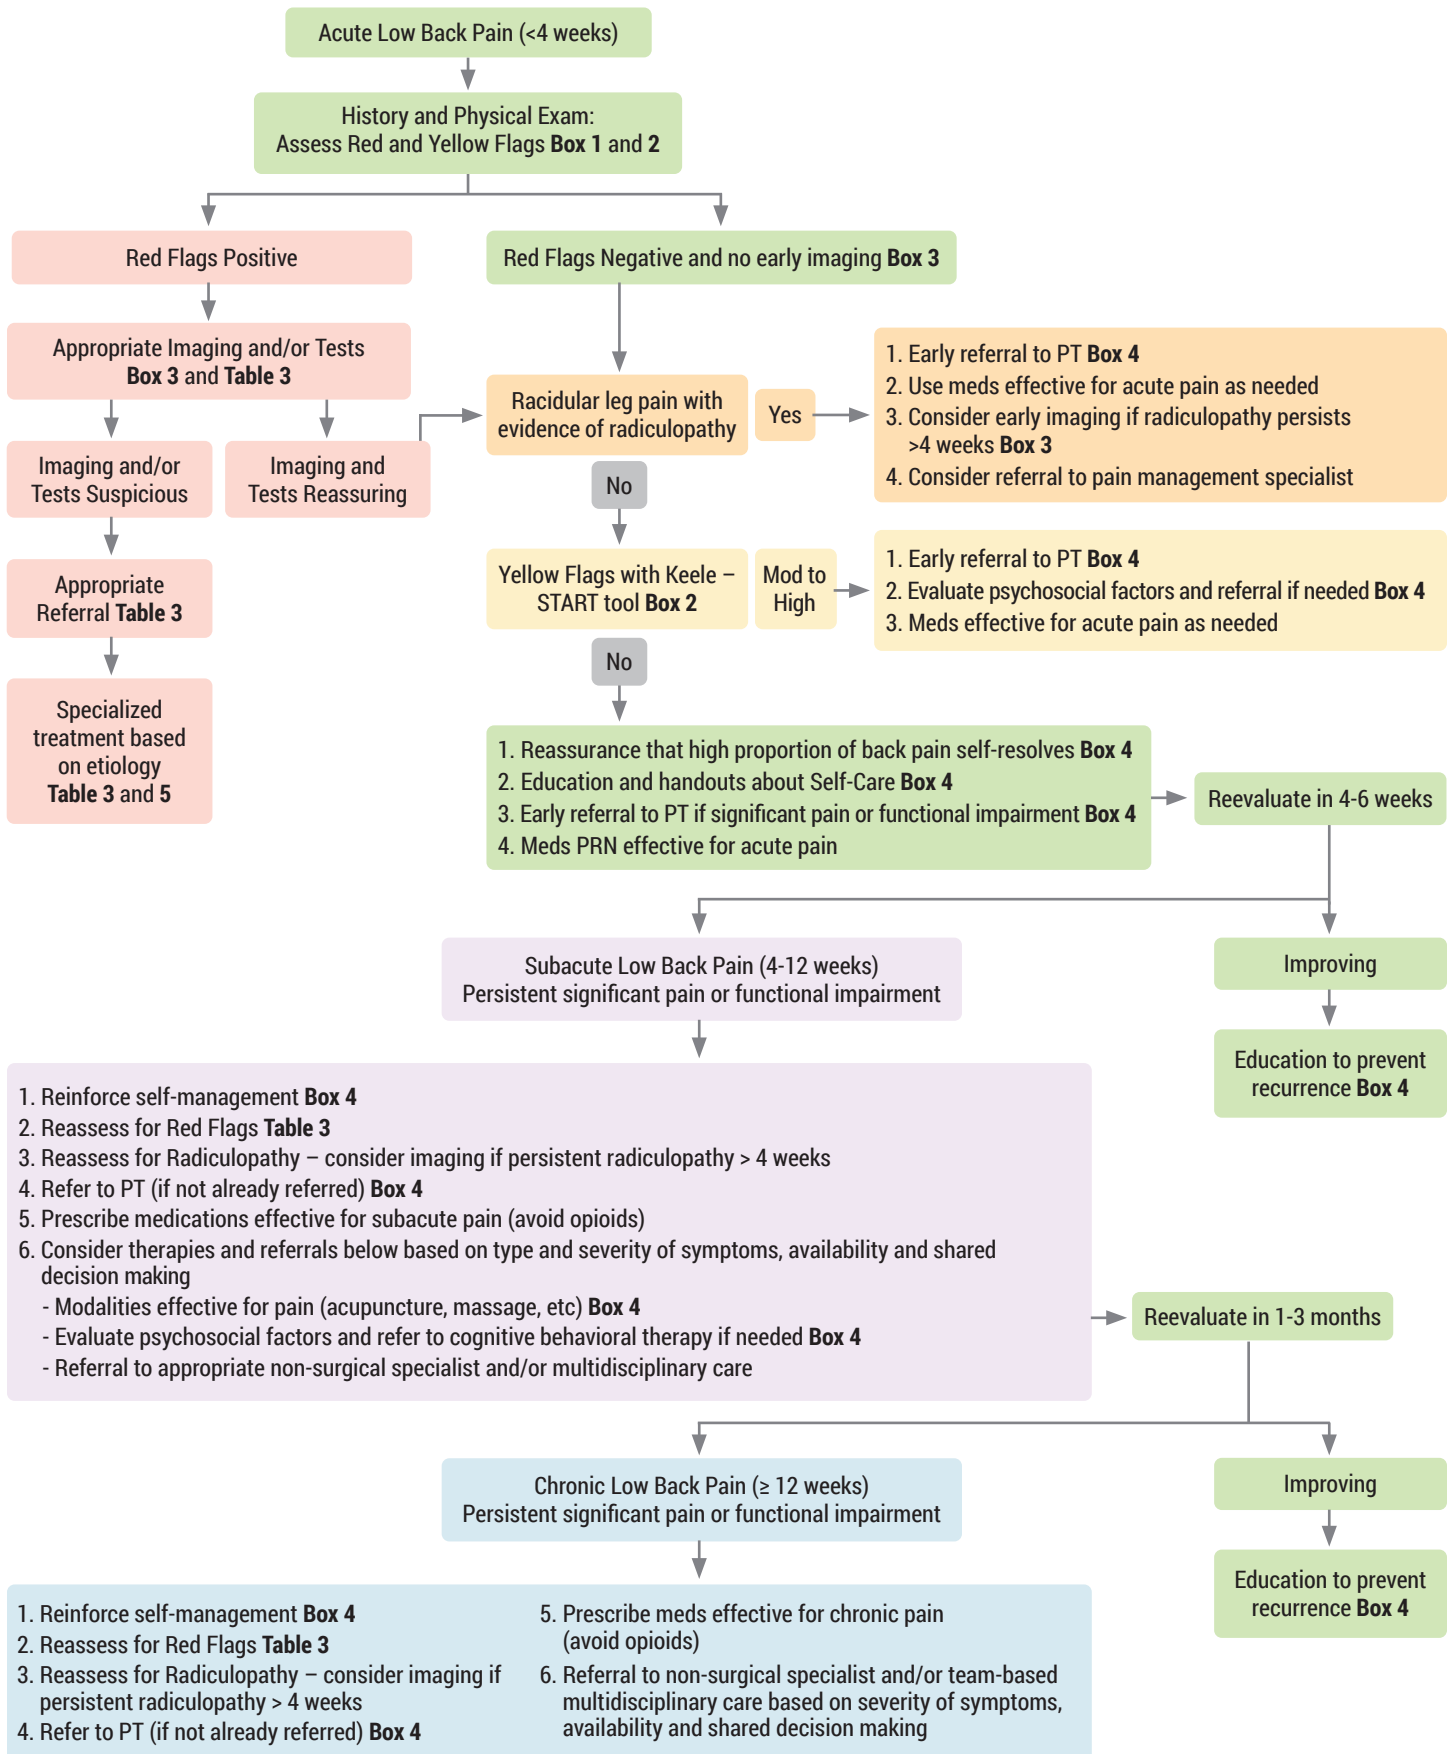 Acute Low Back Pain (<4 weeks)
History and Physical Exam:
Assess Red and Yellow Flags Box 1 and 2
Red Flags Positive
Red Flags Negative and no early imaging Box 3
Appropriate Imaging and/or Tests
Box 3 and Table 3
Imaging and/or
Tests Suspicious
Imaging and
Tests Reassuring
Appropriate
Referral Table 3
Specialized
treatment based
on etiology
Table 3 and 5
Racidular leg pain with
evidence of radiculopathy
Yes
1. Early referral to PT Box 4
2. Use meds effective for acute pain as needed
3. Consider early imaging if radiculopathy persists
>4 weeks Box 3
4. Consider referral to pain management specialist
No
Yellow Flags with Keele –
START tool Box 2
Mod to
High
1. Early referral to PT Box 4
2. Evaluate psychosocial factors and referral if needed Box 4
3. Meds effective for acute pain as needed
No
1. Reassurance that high proportion of back pain self-resolves Box 4
2. Education and handouts about Self-Care Box 4
3. Early referral to PT if significant pain or functional impairment Box 4
4. Meds PRN effective for acute pain
Reevaluate in 4-6 weeks
Subacute Low Back Pain (4-12 weeks)
Persistent significant pain or functional impairment
Improving
Education to prevent
recurrence Box 4
1. Reinforce self-management Box 4
2. Reassess for Red Flags Table 3
3. Reassess for Radiculopathy – consider imaging if persistent radiculopathy > 4 weeks
4. Refer to PT (if not already referred) Box 4
5. Prescribe medications effective for subacute pain (avoid opioids)
6. Consider therapies and referrals below based on type and severity of symptoms, availability and shared
decision making
- Modalities effective for pain (acupuncture, massage, etc) Box 4
- Evaluate psychosocial factors and refer to cognitive behavioral therapy if needed Box 4
- Referral to appropriate non-surgical specialist and/or multidisciplinary care
Reevaluate in 1-3 months
Chronic Low Back Pain (≥ 12 weeks)
Persistent significant pain or functional impairment
Improving
Education to prevent
recurrence Box 4
1. Reinforce self-management Box 4
2. Reassess for Red Flags Table 3
3. Reassess for Radiculopathy – consider imaging if
persistent radiculopathy > 4 weeks
4. Refer to PT (if not already referred) Box 4
5. Prescribe meds effective for chronic pain
(avoid opioids)
6. Referral to non-surgical specialist and/or team-based
multidisciplinary care based on severity of symptoms,
availability and shared decision making